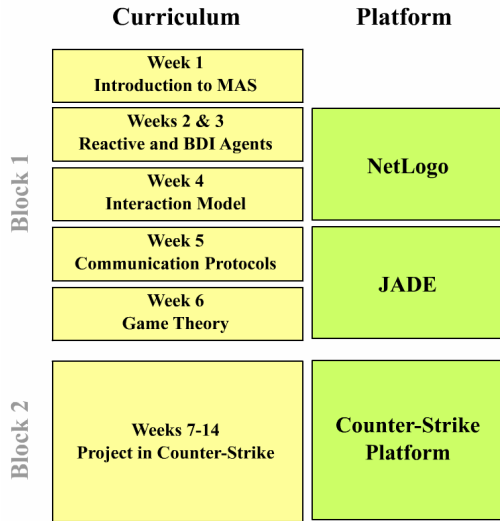 Curriculum
Platform
Block 1
Week 1
Introduction to MAS
Weeks 2 & 3
Reactive and BDI Agents
NetLogo
Week 4
Interaction Model
Week 5
Communication Protocols
JADE
Week 6
Game Theory
Block 2
Weeks 7-14
Project in Counter-Strike
Counter-Strike
Platform